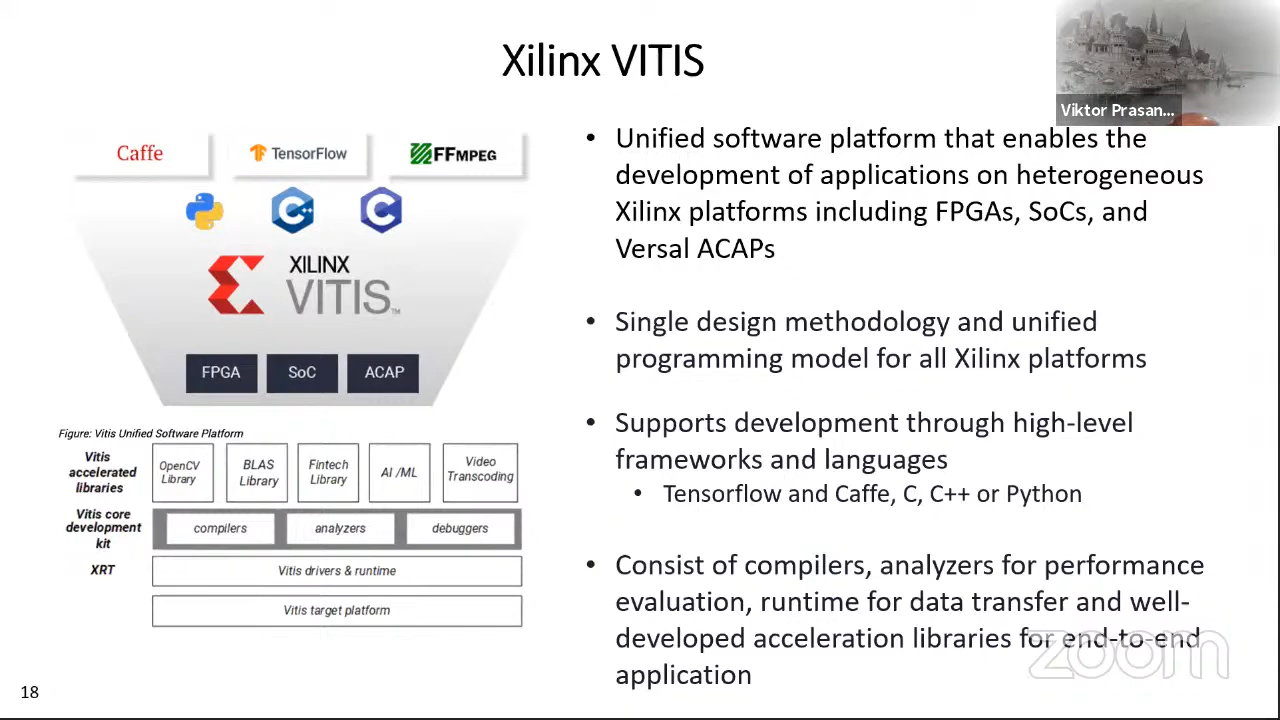 Xilinx VITIS
Viktor Prasan...
Caffe
TensorFlow
FFMPEG
XILINX
VITIS™
FPGA
SoC
ACAP
Figure: Vitis Unified Software Platform
Vitis
accelerated
libraries
OpenCV
Library
BLAS
Library
Fintech
Library
AI /ML
Video
Transcoding
Vitis core
development
kit
compilers
analyzers
debuggers
XRT
Vitis drivers & runtime
Vitis target platform
• Unified software platform that enables the
development of applications on heterogeneous
Xilinx platforms including FPGAs, SoCs, and
Versal ACAPs
• Single design methodology and unified
programming model for all Xilinx platforms
• Supports development through high-level
frameworks and languages
• Tensorflow and Caffe, C, C++ or Python
• Consist of compilers, analyzers for performance
evaluation, runtime for data transfer and well-
developed acceleration libraries for end-to-end
application
zoom
18